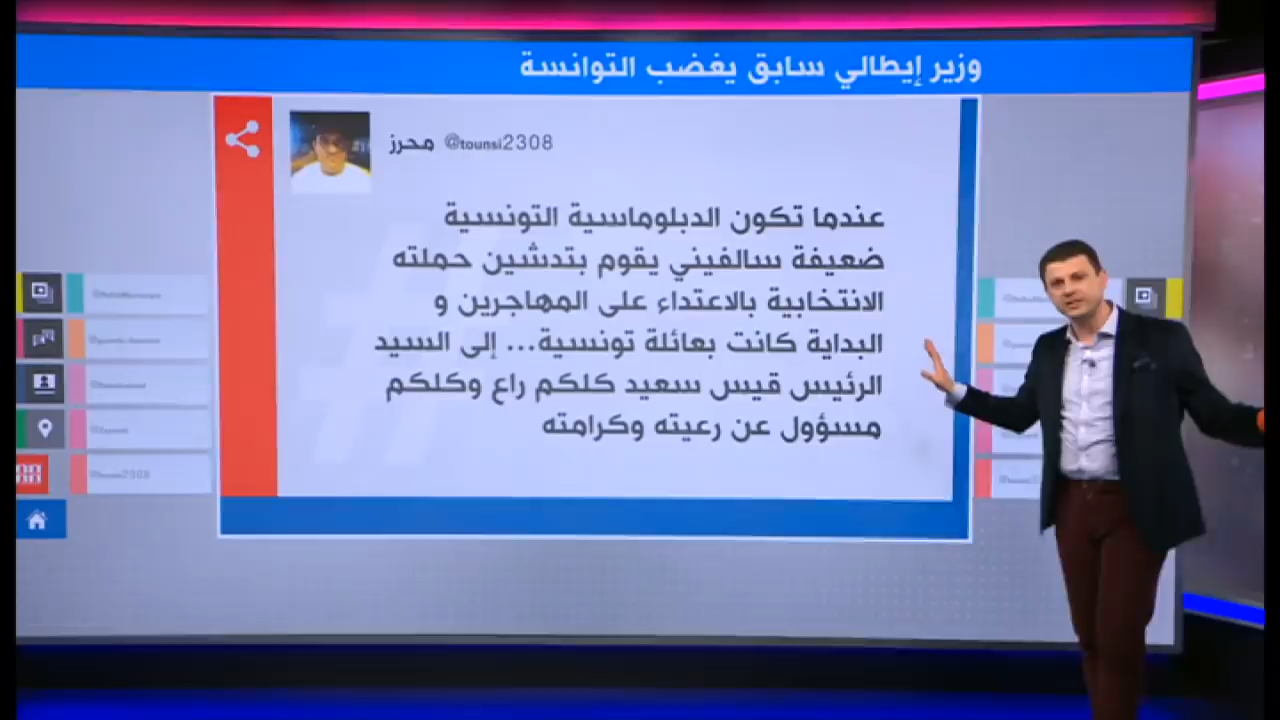 وزير إيطالي سابق يغضب التوانسة
محرز @tounsi2308
عندما تكون الدبلوماسية التونسية
ضعيفة سالفيني يقوم بتدشين حملته
الانتخابية بالاعتداء على المهاجرين و
البداية كانت بعائلة تونسية... إلى السيد
الرئيس قيس سعيد كلكم راع وكلكم
مسؤول عن رعيته وكرامته